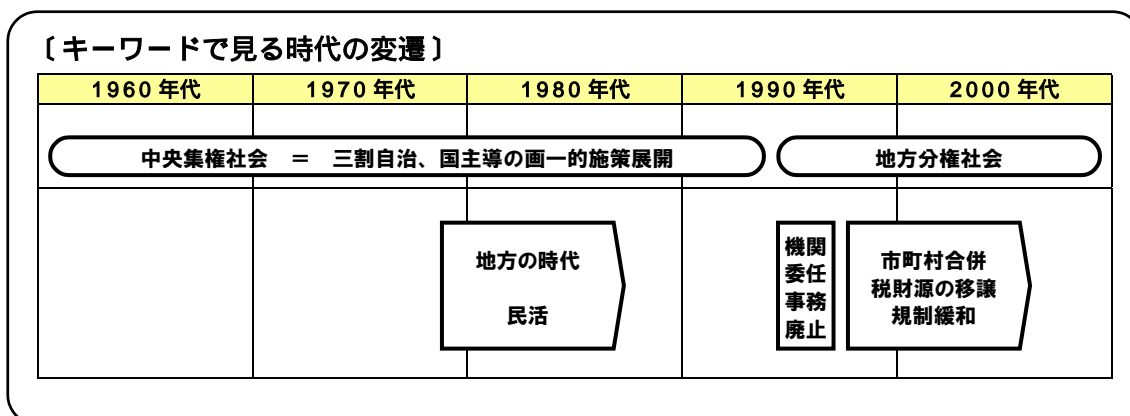 〔キーワードで見る時代の変遷〕
1960年代 1970年代 1980年代 1990年代 2000年代
中央集権社会 = 三割自治、国主導の画一的施策展開
地方分権社会
地方の時代
民活
機関
委任
事務
廃止
市町村合併
税財源の移譲
規制緩和